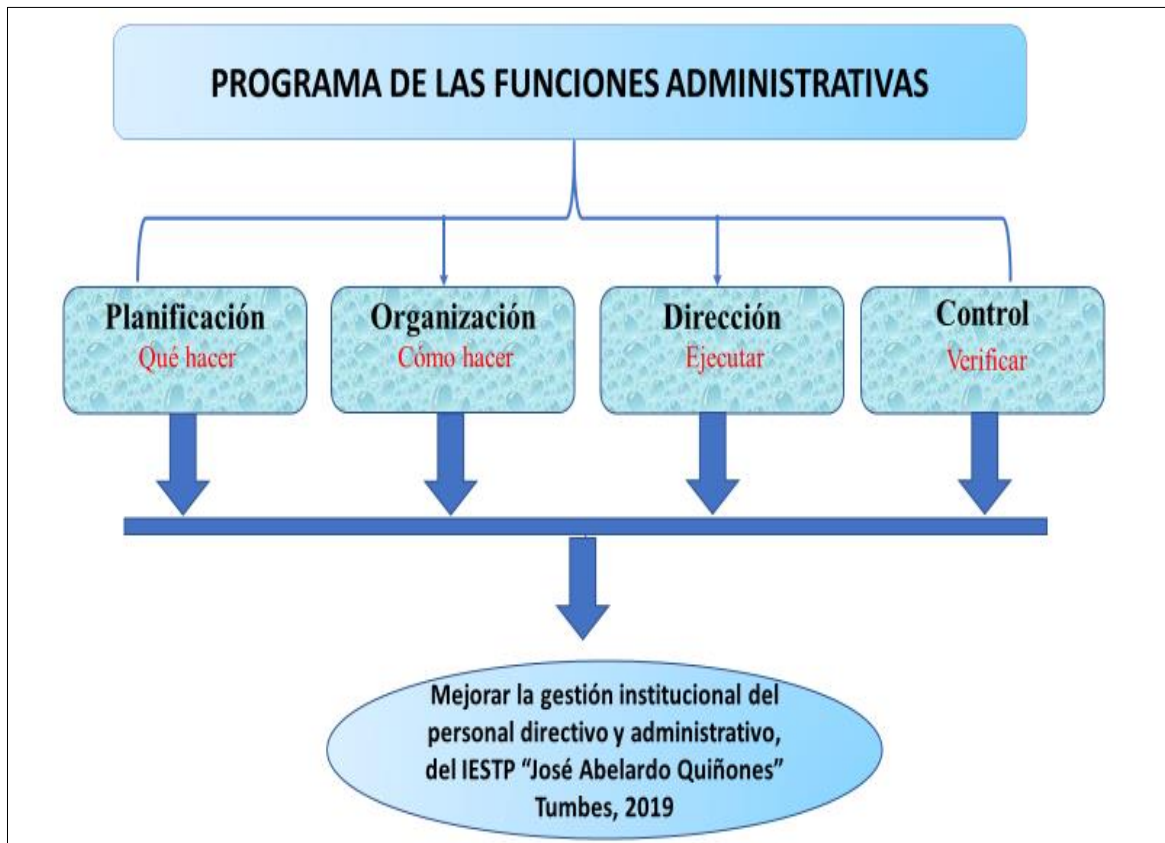 PROGRAMA DE LAS FUNCIONES ADMINISTRATIVAS
Planificación
Qué hacer
Organización
Cómo hacer
Dirección
Ejecutar
Control
Verificar
Mejorar la gestión institucional del
personal directivo y administrativo,
del IESTP “José Abelardo Quiñones”
Tumbes, 2019